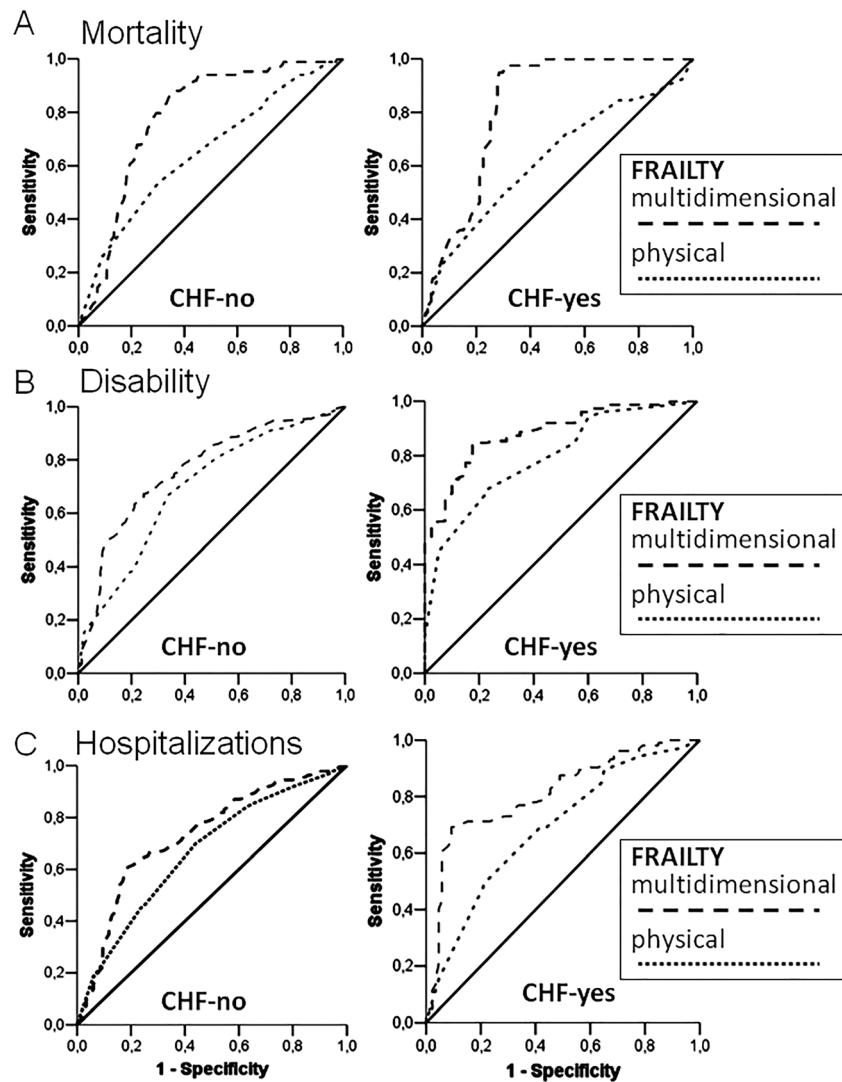 A Mortality
1,0
0,8
0,6
0,4
0,2
0,0
Sensitivity
CHF-no
0,0 0,2 0,4 0,6 0,8 1,0
1,0
0,8
0,6
0,4
0,2
0,0
Sensitivity
CHF-yes
0,0 0,2 0,4 0,6 0,8 1,0
FRAILTY
multidimensional
physical
B Disability
1,0
0,8
0,6
0,4
0,2
0,0
Sensitivity
CHF-no
0,0 0,2 0,4 0,6 0,8 1,0
1,0
0,8
0,6
0,4
0,2
0,0
Sensitivity
CHF-yes
0,0 0,2 0,4 0,6 0,8 1,0
FRAILTY
multidimensional
physical
C Hospitalizations
1,0
0,8
0,6
0,4
0,2
0,0
Sensitivity
CHF-no
0,0 0,2 0,4 0,6 0,8 1,0
1 - Specificity
1,0
0,8
0,6
0,4
0,2
0,0
Sensitivity
CHF-yes
0,0 0,2 0,4 0,6 0,8 1,0
1 - Specificity
FRAILTY
multidimensional
physical